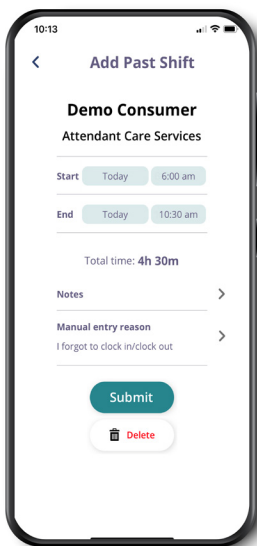 10:13
Add Past Shift
Demo Consumer
Attendant Care Services
Start Today 6:00 am
End Today 10:30 am
Total time: 4h 30m
Notes
Manual entry reason
I forgot to clock in/clock out
Submit
Delete